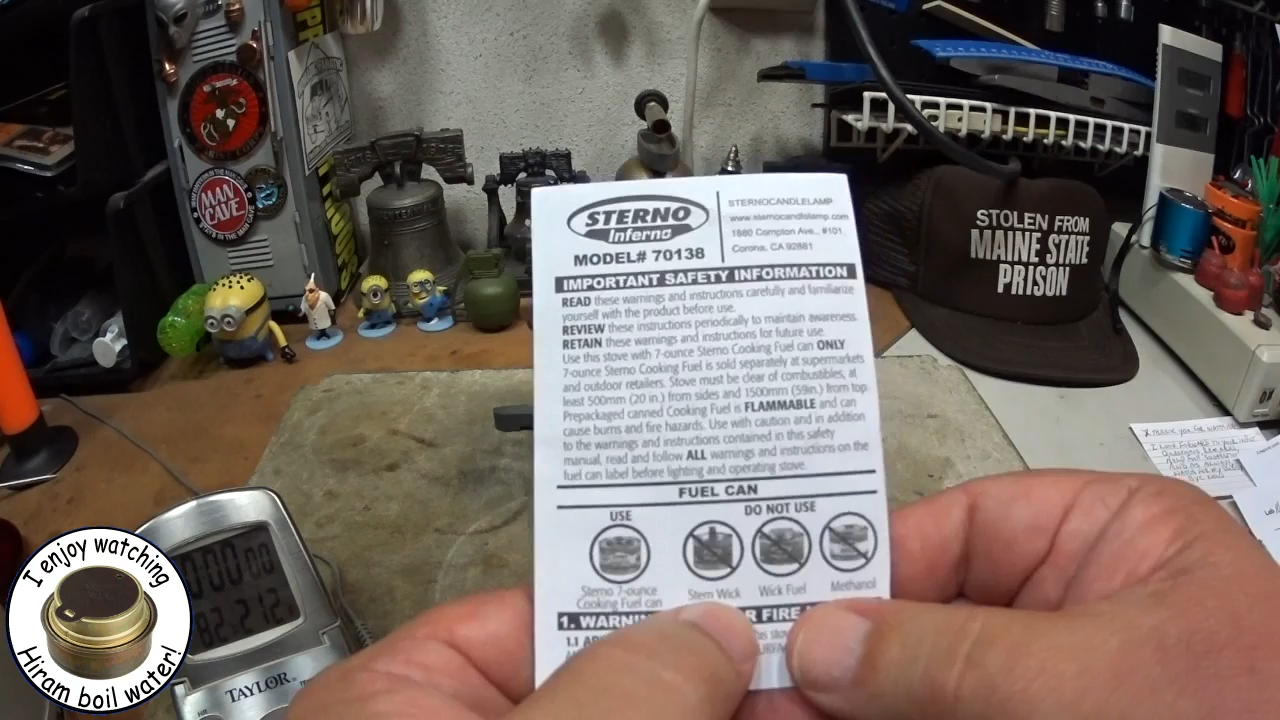 STERNO
Inferno
MODEL# 70138
STERNOCANDLELAMP
www.sternocandlelamp.com
1880 Compton Ave., #101
Corona, CA 92881
IMPORTANT SAFETY INFORMATION
READ these warnings and instructions carefully and familiarize
yourself with the product before use.
REVIEW these instructions periodically to maintain awareness.
RETAIN these warnings and instructions for future use.
Use this stove with 7-ounce Sterno Cooking Fuel can ONLY
7-ounce Sterno Cooking Fuel is sold separately at supermarkets
and outdoor retailers. Stove must be clear of combustibles, at
least 500mm (20 in.) from sides and 1500mm (59in.) from top.
Prepackaged canned Cooking Fuel is FLAMMABLE and can
cause burns and fire hazards. Use with caution and in addition
to the warnings and instructions contained in this safety
manual, read and follow ALL warnings and instructions on the
fuel can label before lighting and operating stove.
FUEL CAN
USE
DO NOT USE
Sterno 7-ounce
Cooking Fuel can
Stem Wick
Wick Fuel
Methanol
1. WARNIN
R FIRE
1.1
STOLEN FROM
MAINE STATE
PRISON
MAN
CAVE
TAYLOR
I enjoy watching
Hiram boil water!